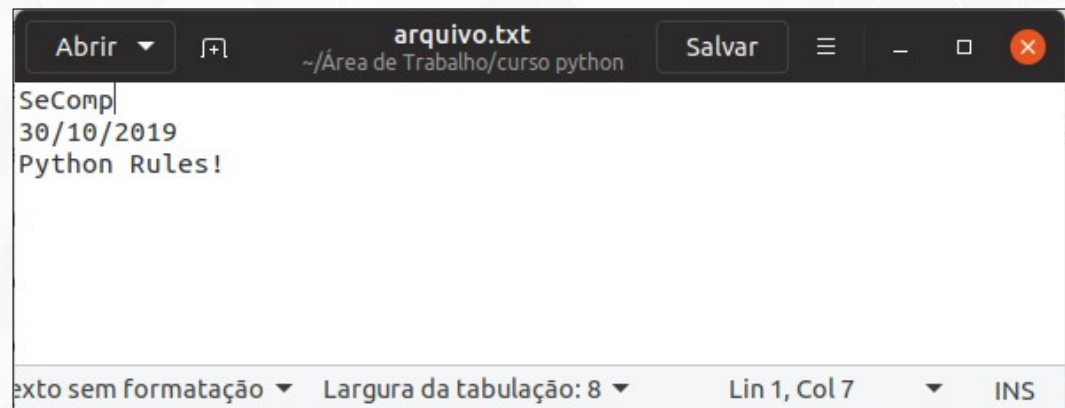 Abrir
arquivo.txt
~/Área de Trabalho/curso python
Salvar
SeComp
30/10/2019
Python Rules!
exto sem formatação
Largura da tabulação: 8
Lin 1, Col 7
INS